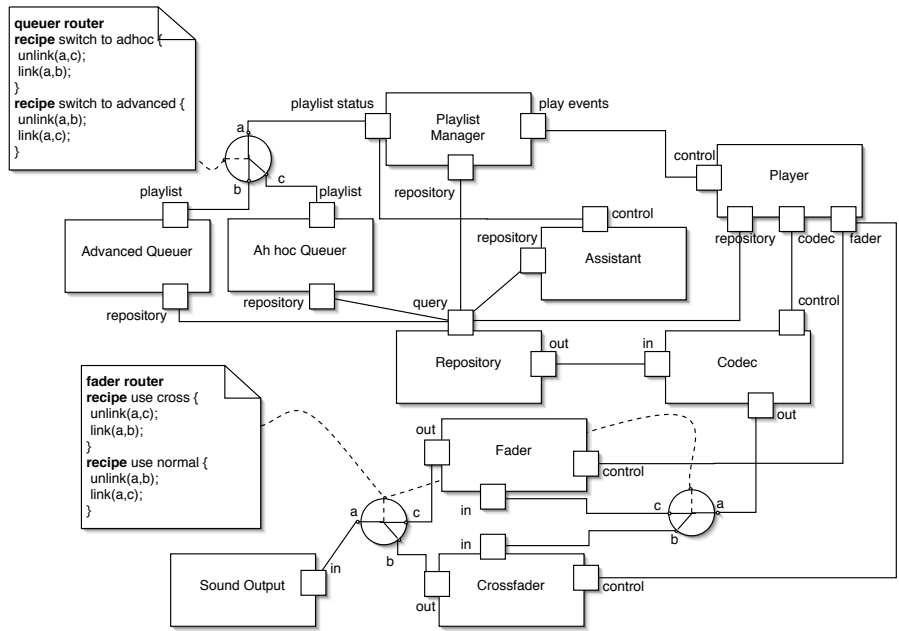 queuer router
recipe switch to adhoc {
unlink(a,c);
link(a,b);
}
recipe switch to advanced {
unlink(a,b);
link(a,c);
}
playlist status
Playlist
Manager
play events
repository
a
b
c
playlist
playlist
control
Player
repository
codec
fader
Advanced Queuer
repository
Ah hoc Queuer
repository
control
repository
Assistant
query
Repository
out
in
control
Codec
out
fader router
recipe use cross {
unlink(a,c);
link(a,b);
}
recipe use normal {
unlink(a,b);
link(a,c);
}
out
Fader
control
in
a
c
b
c
a
b
in
Sound Output
in
Crossfader
out
control